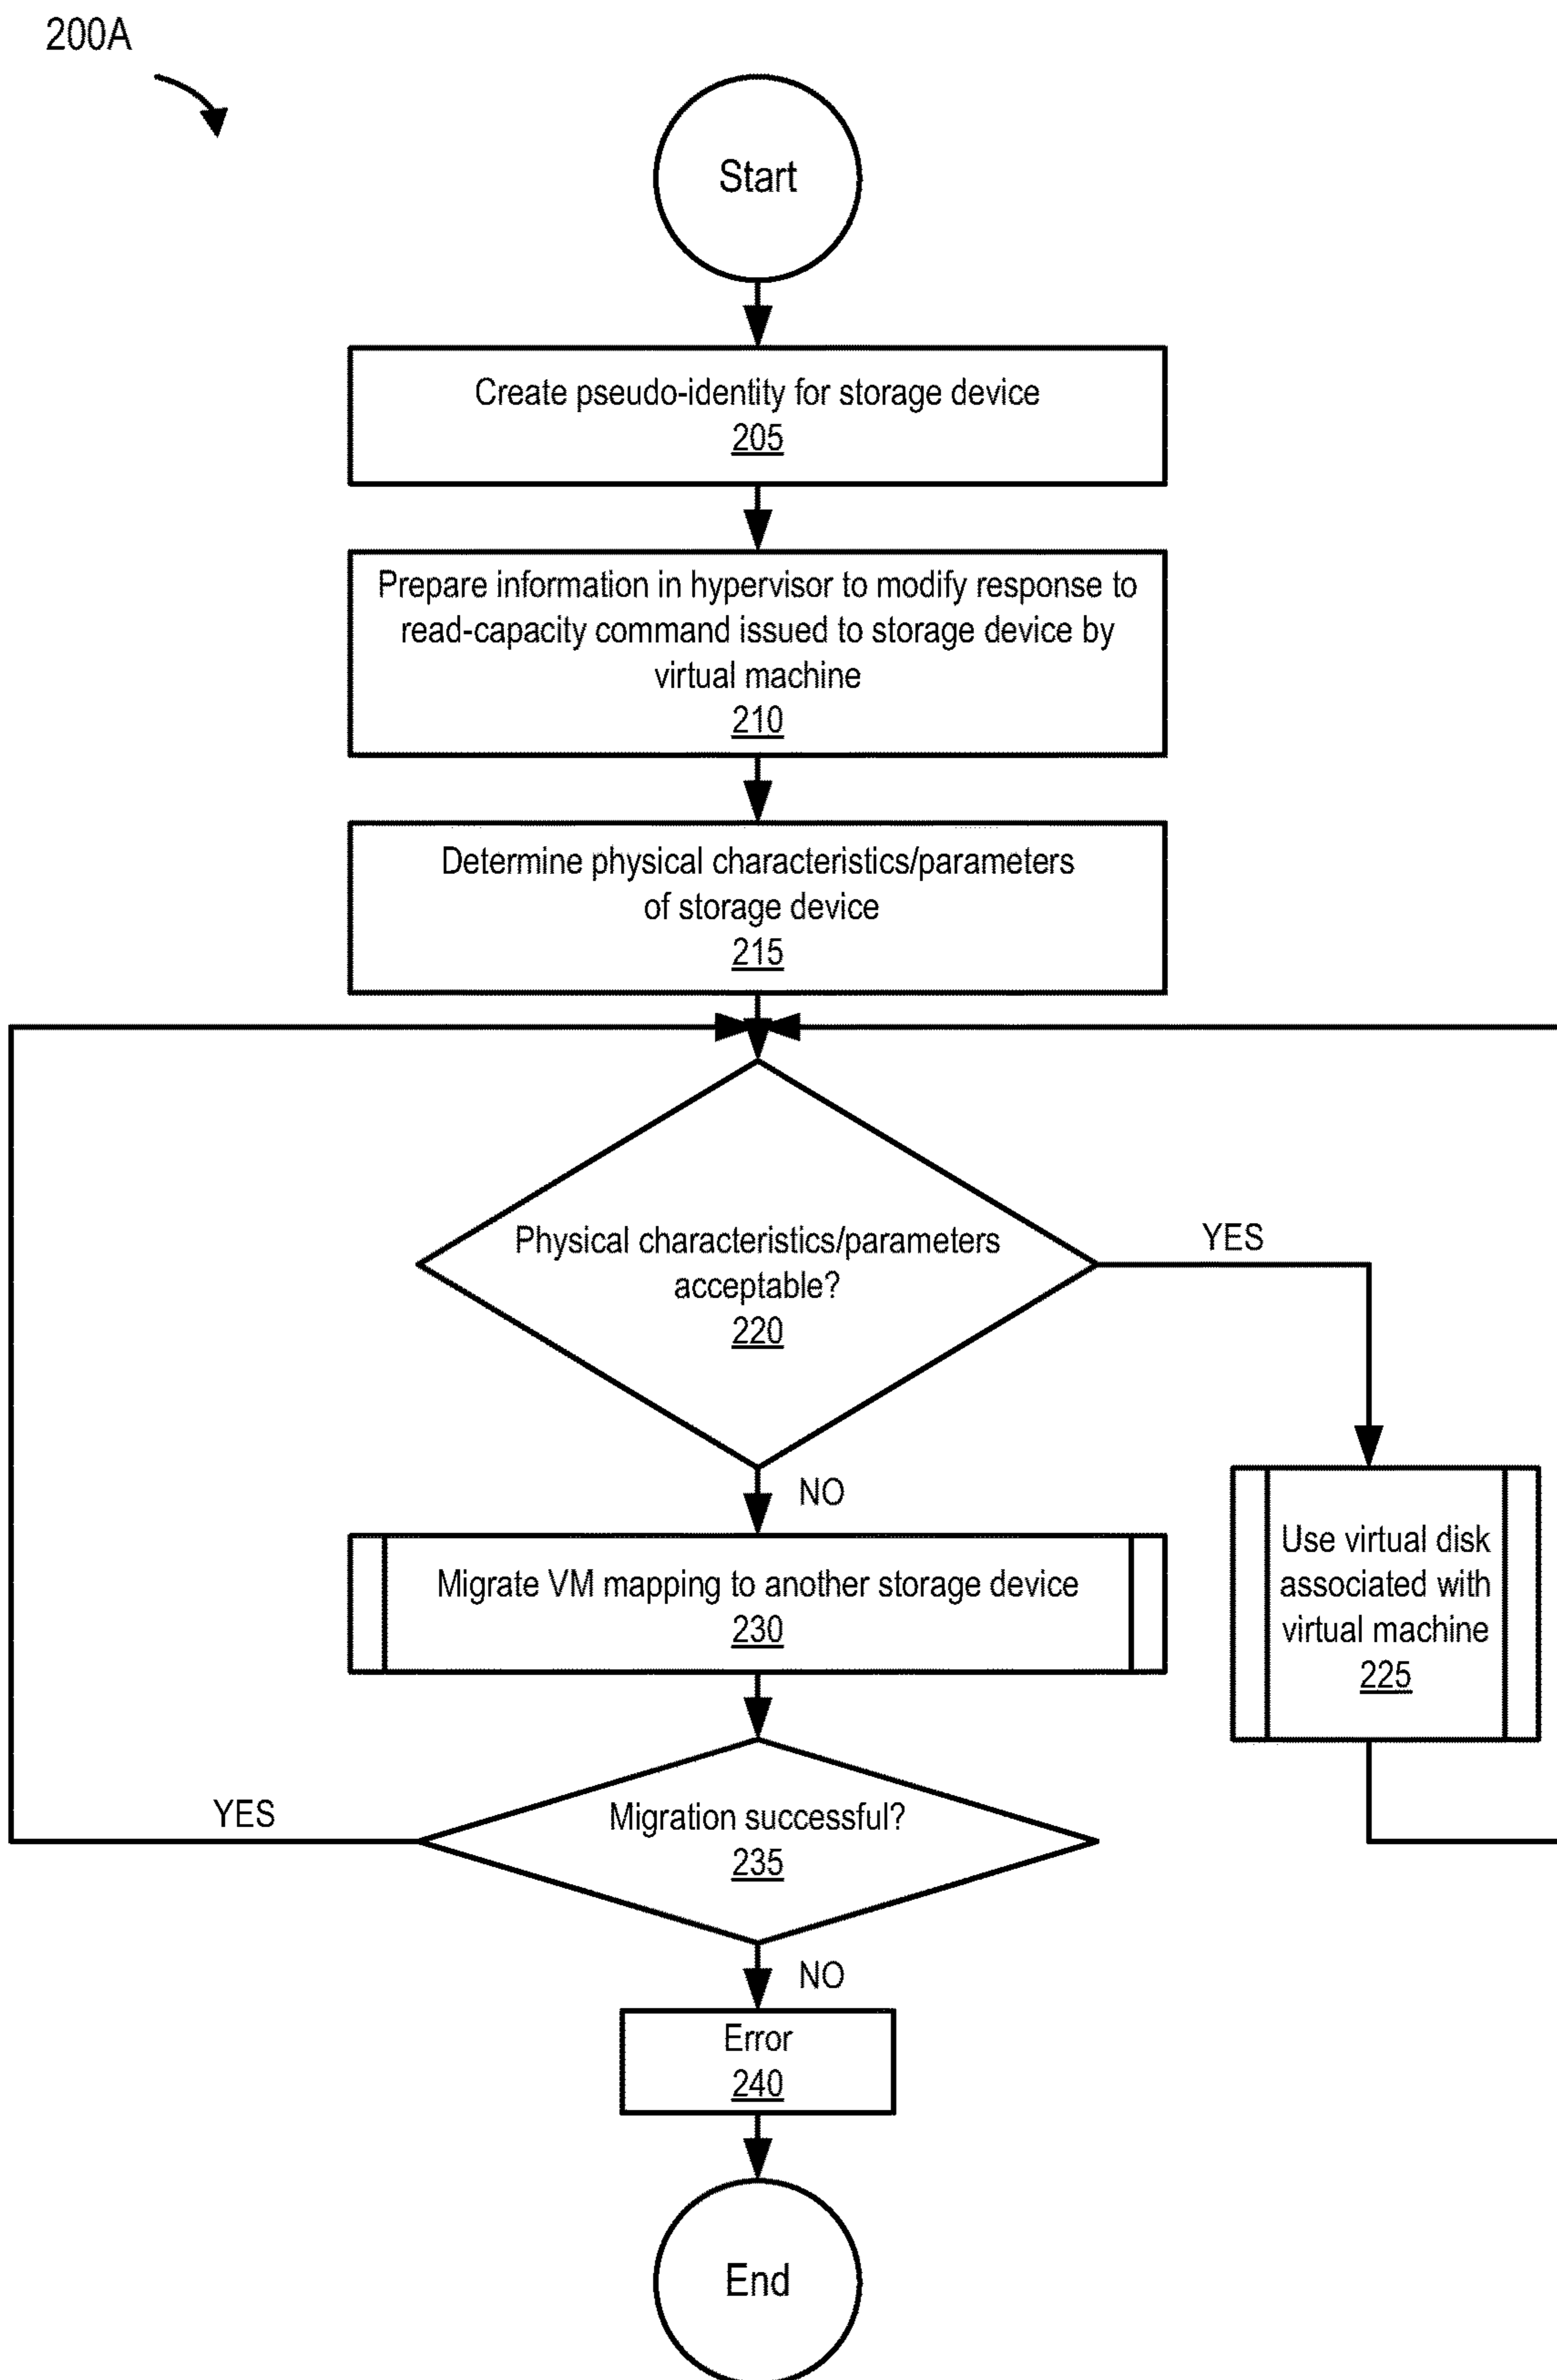 200A
Start
Create pseudo-identity for storage device
205
Prepare information in hypervisor to modify response to
read-capacity command issued to storage device by
virtual machine
210
Determine physical characteristics/parameters
of storage device
215
Physical characteristics/parameters
acceptable?
220
YES
NO
Use virtual disk
associated with
virtual machine
225
Migrate VM mapping to another storage device
230
YES
Migration successful?
235
NO
Error
240
End